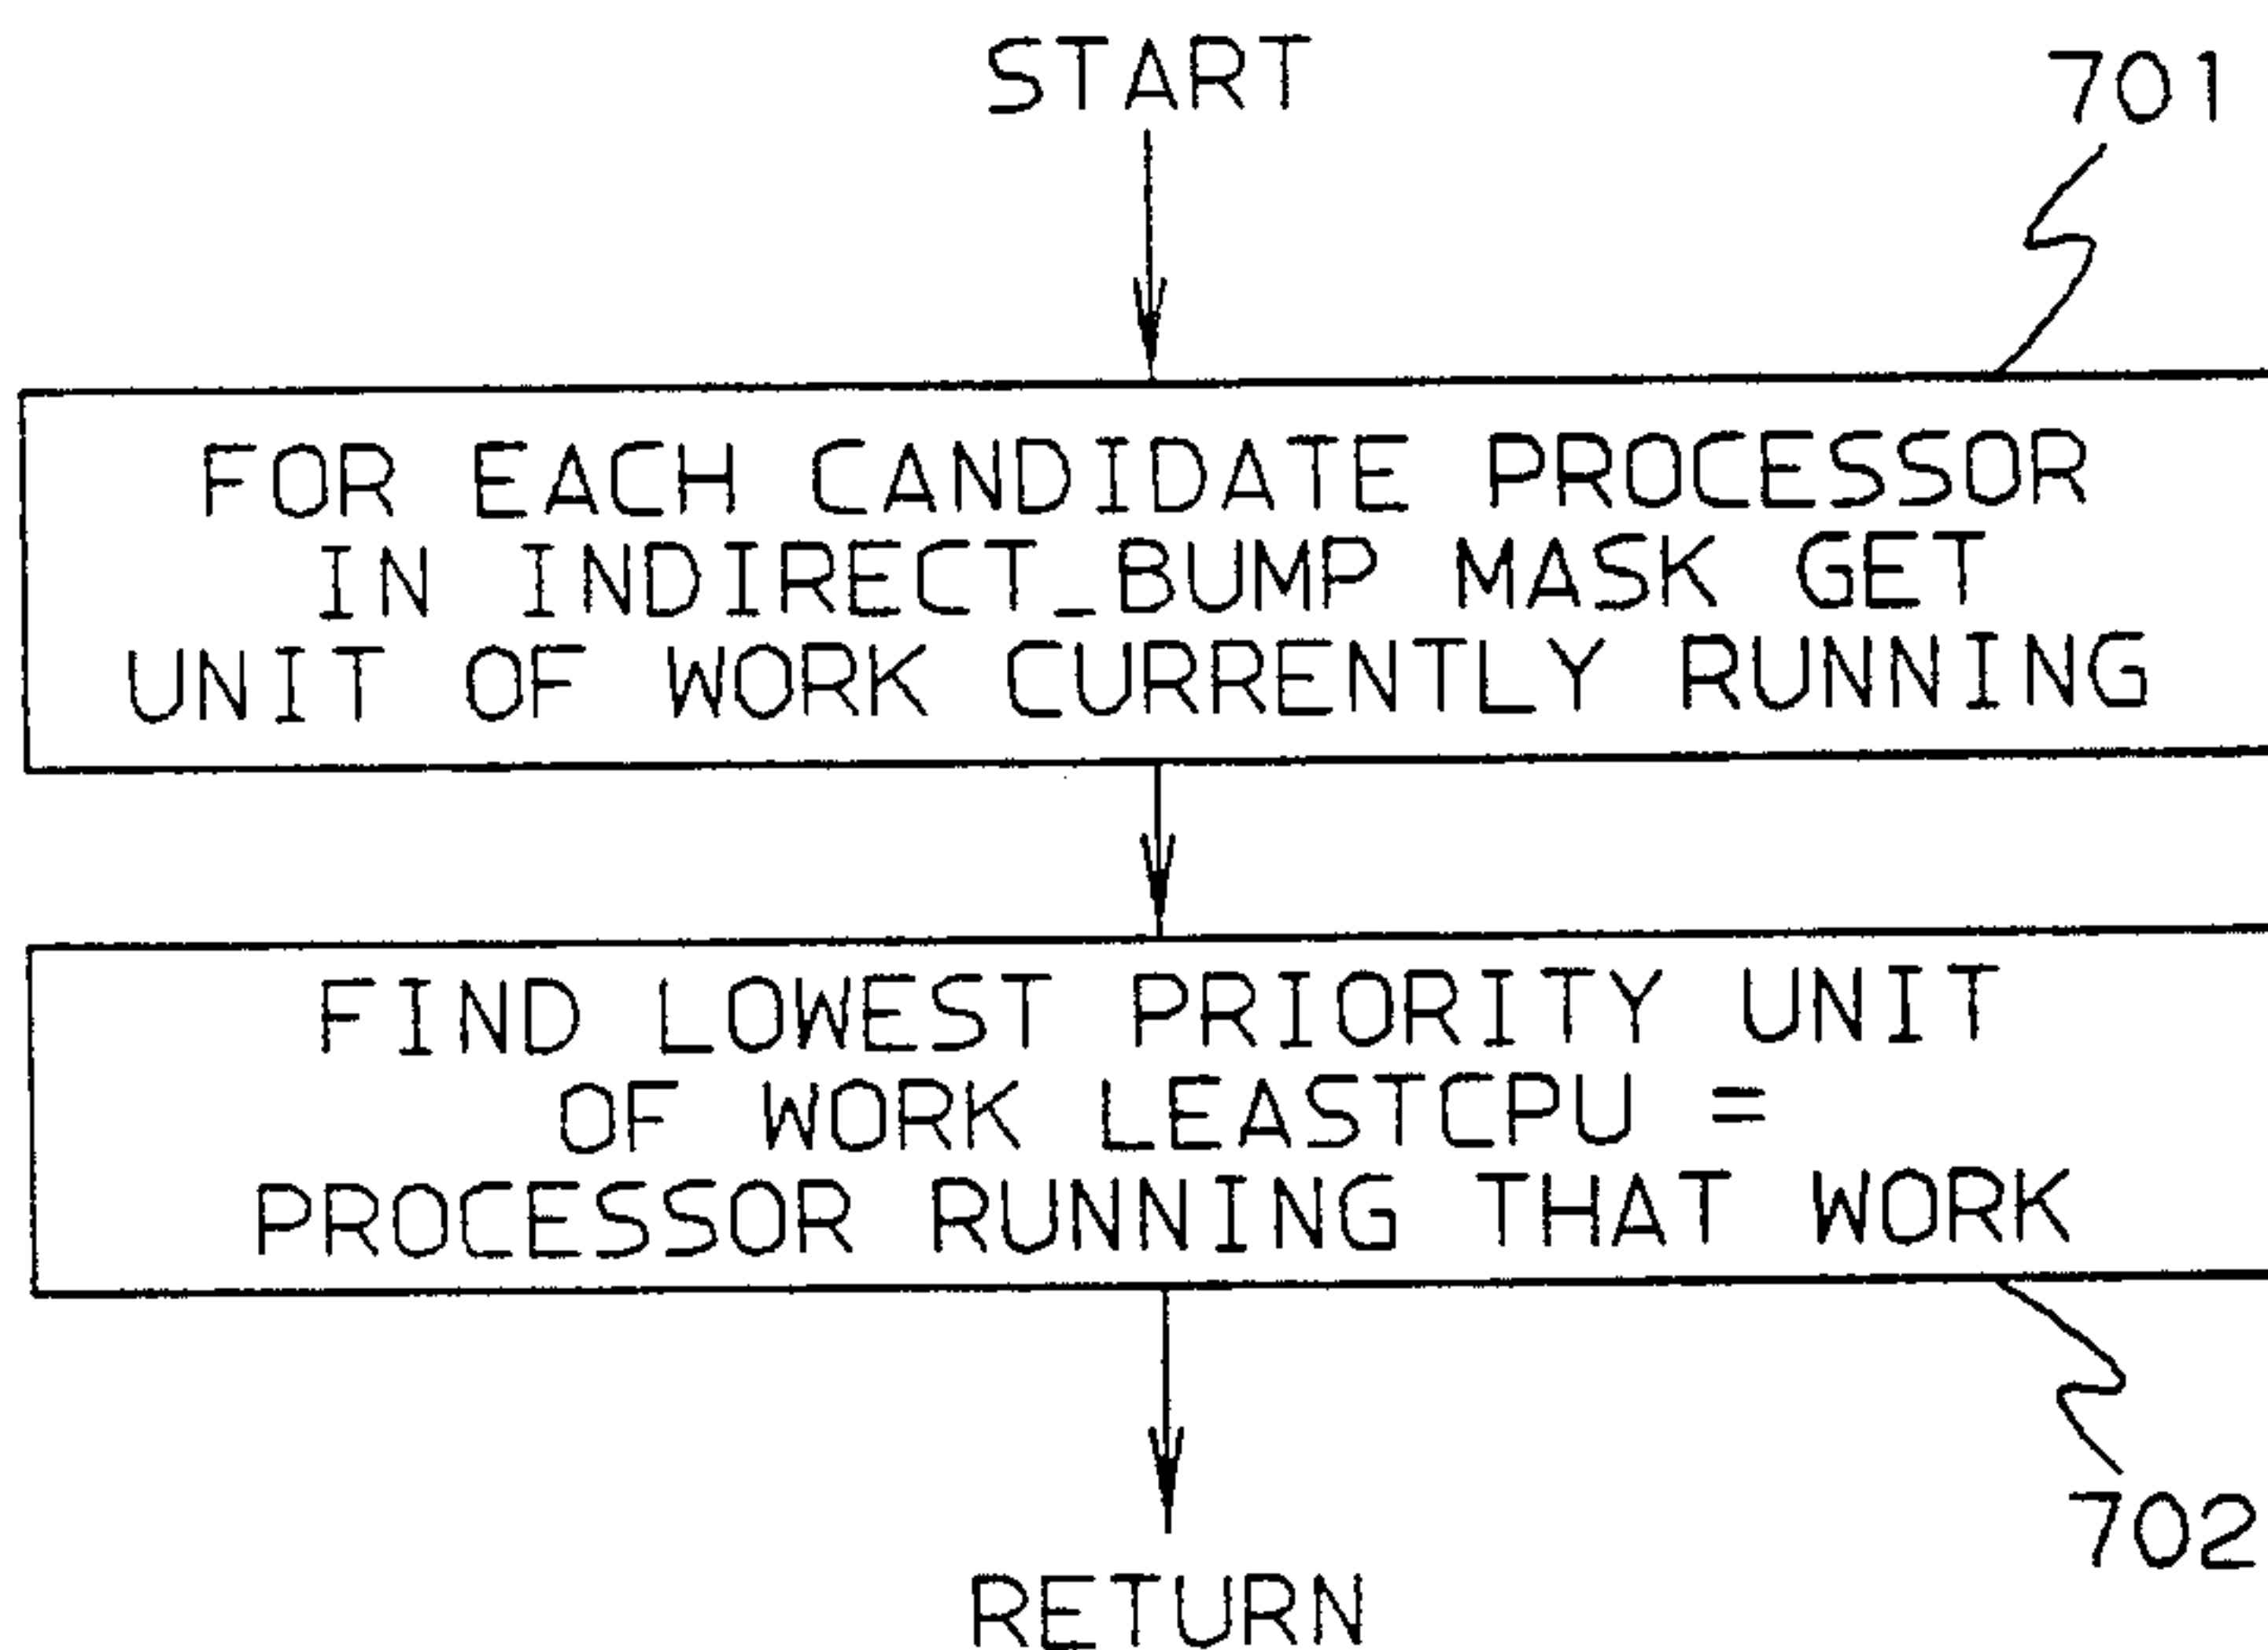 START
701
FOR EACH CANDIDATE PROCESSOR
IN INDIRECT_BUMP MASK GET
UNIT OF WORK CURRENTLY RUNNING
FIND LOWEST PRIORITY UNIT
OF WORK LEASTCPU =
PROCESSOR RUNNING THAT WORK
702
RETURN